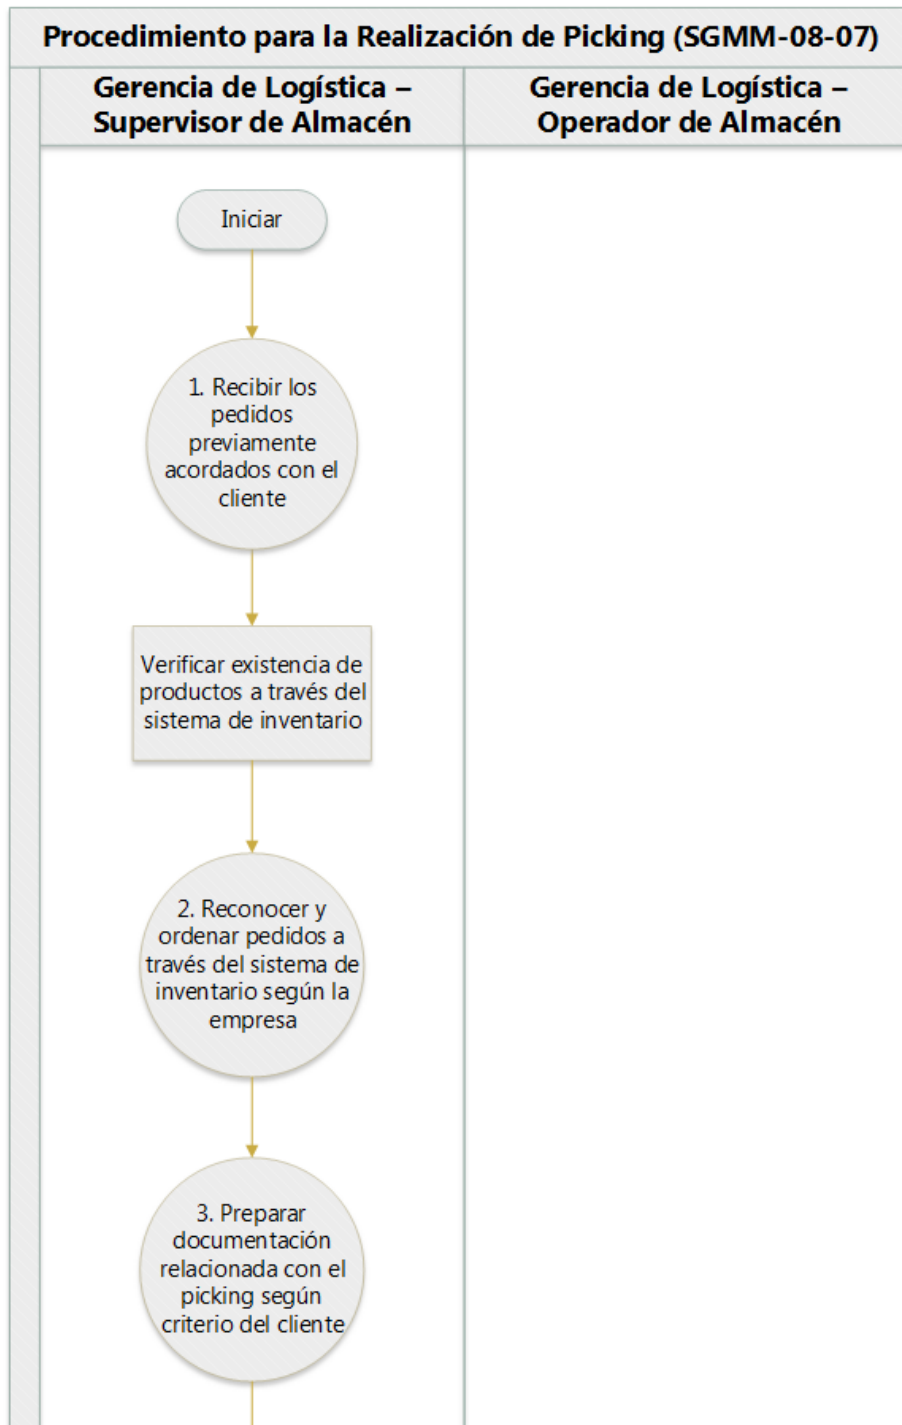 Procedimiento para la Realización de Picking (SGMM-08-07)
Gerencia de Logística –
Supervisor de Almacén
Gerencia de Logística –
Operador de Almacén
Iniciar
1. Recibir los
pedidos
previamente
acordados con el
cliente
Verificar existencia de
productos a través del
sistema de inventario
2. Reconocer y
ordenar pedidos a
través del sistema de
inventario según la
empresa
3. Preparar
documentación
relacionada con el
picking según
criterio del cliente